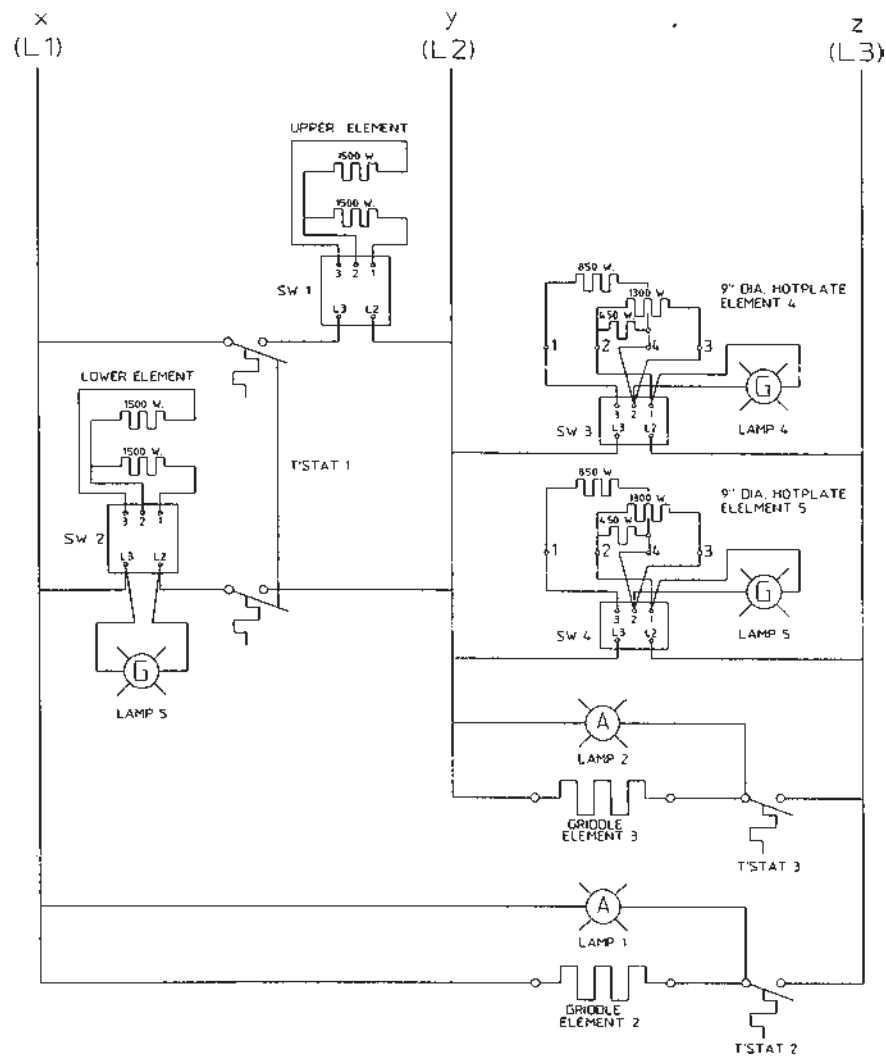 x y z
(L1) (L2) (L3)
UPPER ELEMENT
1500 W.
1500 W.
3 2 1
SW 1
L3 L2
850 W.
1300 W.
450 W.
9" DIA. HOTPLATE
ELEMENT 4
1 2 4 3
G
3 2 1
SW 3
L3 L2
LAMP 4
LOWER ELEMENT
1500 W.
1500 W.
3 2 1
SW 2
L3 L2
T'STAT 1
G
LAMP 5
850 W.
1300 W.
450 W.
9" DIA. HOTPLATE
ELELMENT 5
1 2 4 3
G
3 2 1
SW 4
L3 L2
LAMP 5
A
LAMP 2
GRIDDLE
ELEMENT 3
T'STAT 3
A
LAMP 1
GRIDDLE
ELEMENT 2
T'STAT 2